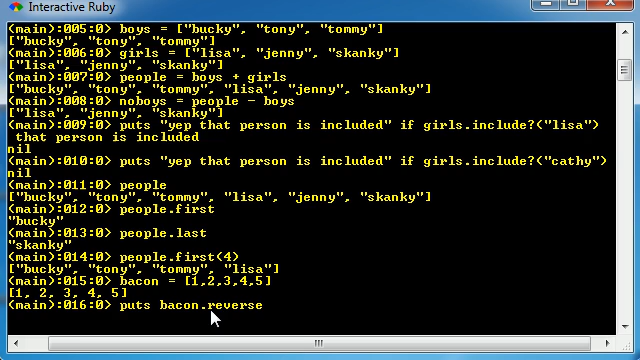 Interactive Ruby
(main):005:0> boys = ["bucky", "tony", "tommy"]
["bucky", "tony", "tommy"]
(main):006:0> girls = ["lisa", "jenny", "skanky"]
["lisa", "jenny", "skanky"]
(main):007:0> people = boys + girls
["bucky", "tony", "tommy", "lisa", "jenny", "skanky"]
(main):008:0> noboys = people - boys
["lisa", "jenny", "skanky"]
(main):009:0> puts "yep that person is included" if girls.include?("lisa")
that person is included
nil
(main):010:0> puts "yep that person is included" if girls.include?("cathy")
nil
(main):011:0> people
["bucky", "tony", "tommy", "lisa", "jenny", "skanky"]
(main):012:0> people.first
"bucky"
(main):013:0> people.last
"skanky"
(main):014:0> people.first(4)
["bucky", "tony", "tommy", "lisa"]
(main):015:0> bacon = [1,2,3,4,5]
[1, 2, 3, 4, 5]
(main):016:0> puts bacon.reverse